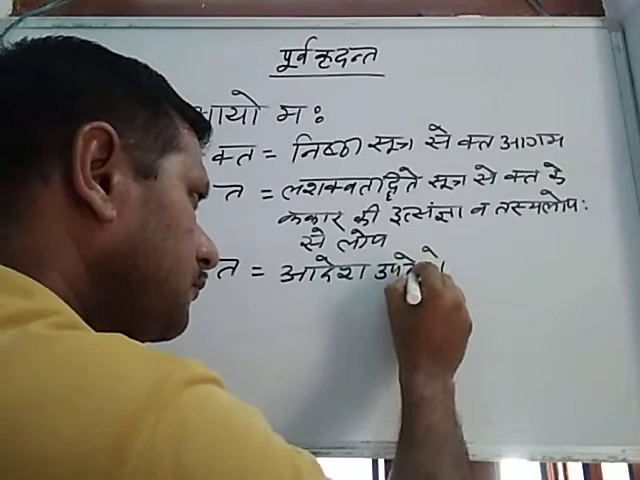 पूर्वकृदन्त
आयो मः
क्त = निष्ठा सूत्र से क्त आगम
त = लशक्वतद्धिते सूत्र से क्त के
ककार की इत्संज्ञा व तस्यलोपः
से लोप
त = आदेश